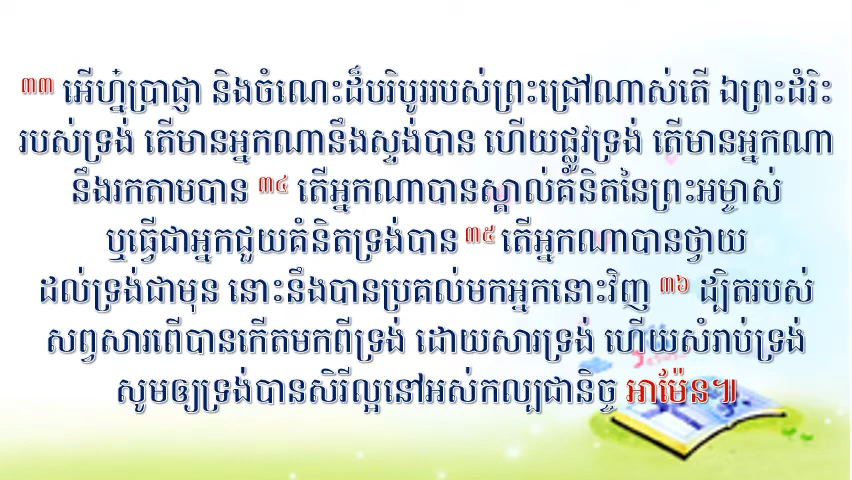 ៣៣ អើហ្ន៎ប្រាជ្ញា និងចំណេះដ៏បរិបូររបស់ព្រះជ្រៅណាស់តើ ឯព្រះដំរិះ
របស់ទ្រង់ តើមានអ្នកណានឹងស្ទង់បាន ហើយផ្លូវទ្រង់ តើមានអ្នកណា
នឹងរកតាមបាន ៣៤ តើអ្នកណាបានស្គាល់គំនិតនៃព្រះអម្ចាស់
ឬធ្វើជាអ្នកជួយគំនិតទ្រង់បាន ៣៥ តើអ្នកណាបានថ្វាយ
ដល់ទ្រង់ជាមុន នោះនឹងបានប្រគល់មកអ្នកនោះវិញ ៣៦ ដ្បិតរបស់
សព្វសារពើបានកើតមកពីទ្រង់ ដោយសារទ្រង់ ហើយសំរាប់ទ្រង់
សូមឲ្យទ្រង់បានសិរីល្អនៅអស់កល្បជានិច្ច អាម៉ែន៕